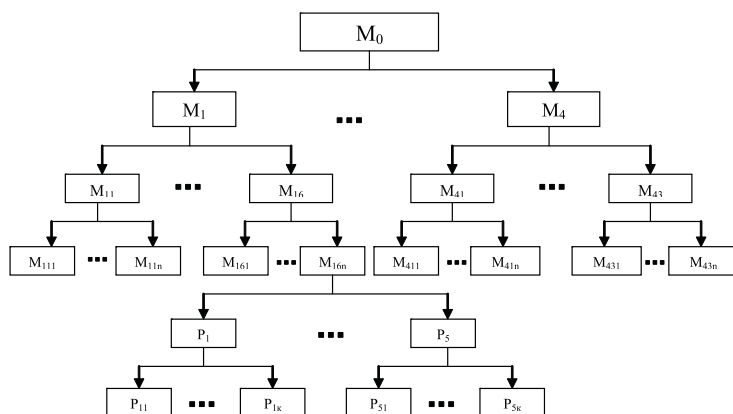 M₀
M₁ ... M₄
M₁₁ ... M₁₆ M₄₁ ... M₄₃
M₁₁₁ ... M₁₁ₙ M₁₆₁ ... M₁₆ₙ M₄₁₁ ... M₄₁ₙ M₄₃₁ ... M₄₃ₙ
P₁ ... P₅
P₁₁ ... P₁к P₅₁ ... P₅к